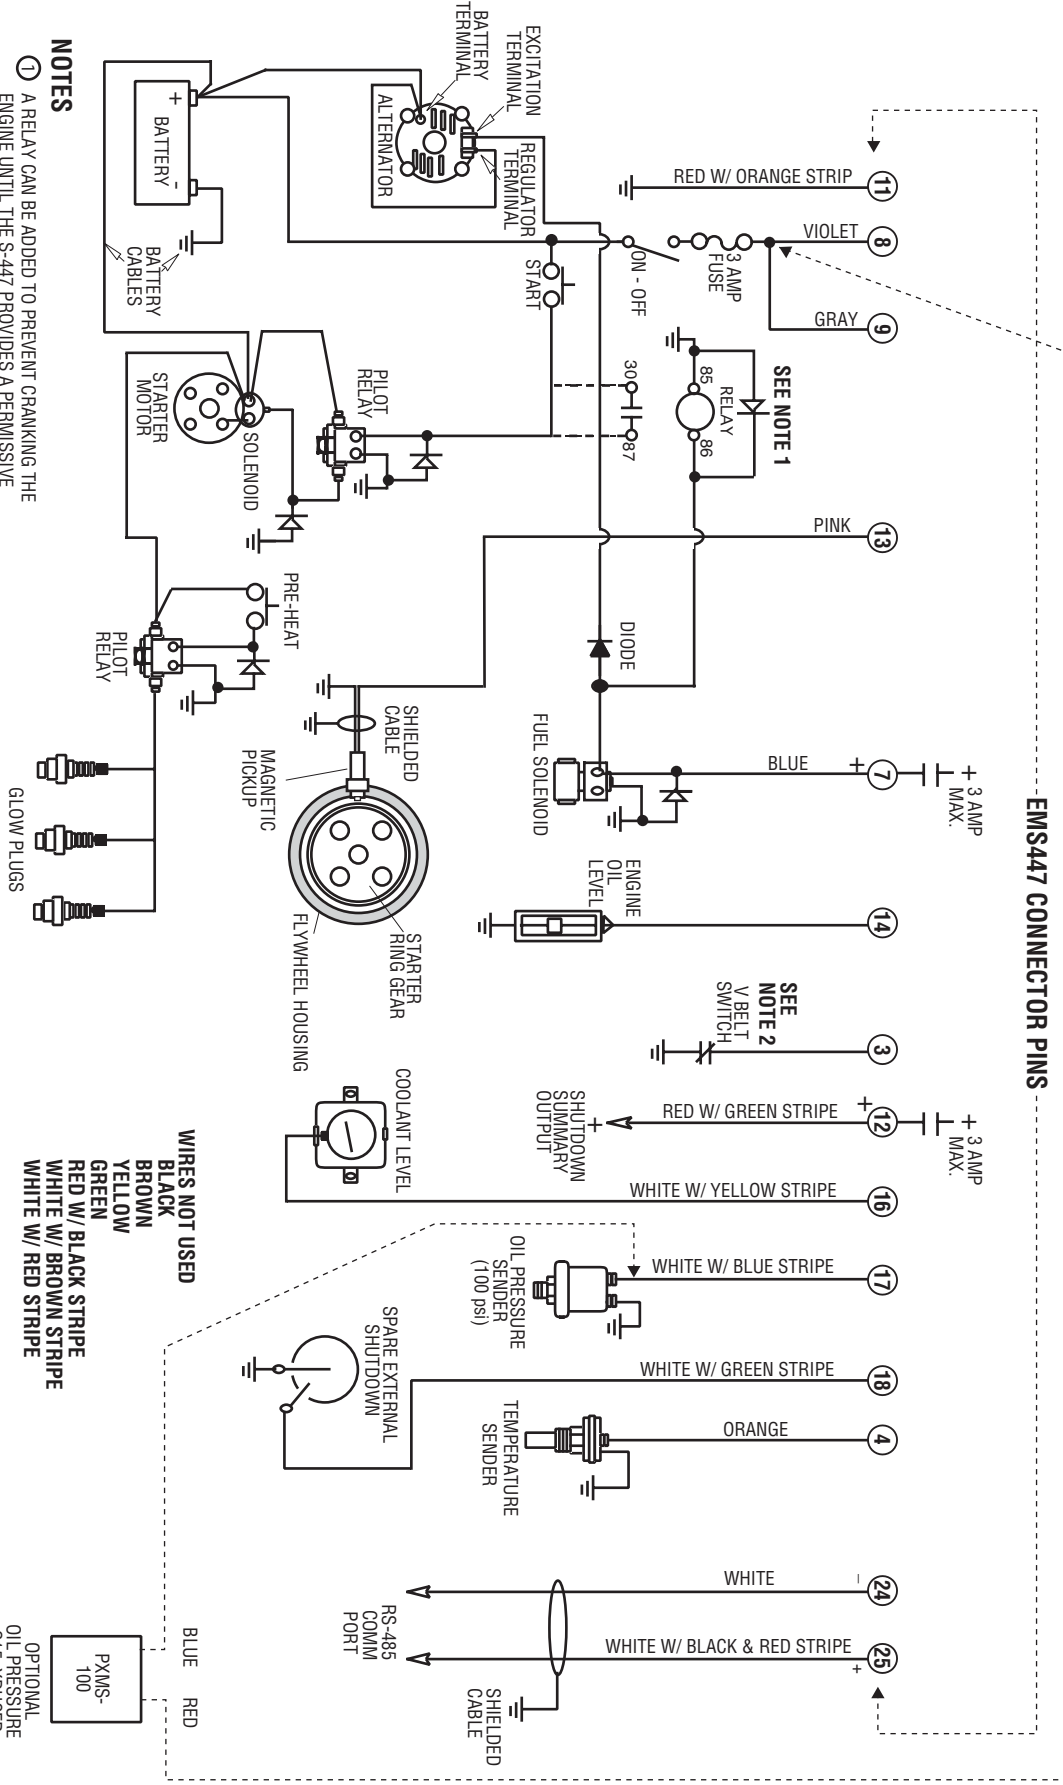 EMS447 CONNECTOR PINS
11
RED W/ ORANGE STRIP
8
VIOLET
9
GRAY
13
PINK
7
+
BLUE
+ 3 AMP
MAX.
14
3
12
+
RED W/ GREEN STRIPE
+ 3 AMP
MAX.
16
WHITE W/ YELLOW STRIPE
17
WHITE W/ BLUE STRIPE
18
WHITE W/ GREEN STRIPE
4
ORANGE
24
–
WHITE
25
+
WHITE W/ BLACK & RED STRIPE
3 AMP
FUSE
ON - OFF
START
SEE NOTE 1
RELAY
85
86
30
87
EXCITATION
TERMINAL
BATTERY
TERMINAL
REGULATOR
TERMINAL
ALTERNATOR
+
-
BATTERY
BATTERY
CABLES
PILOT
RELAY
SOLENOID
STARTER
MOTOR
PRE-HEAT
PILOT
RELAY
GLOW PLUGS
DIODE
FUEL SOLENOID
SHIELDED
CABLE
MAGNETIC
PICKUP
STARTER
RING GEAR
FLYWHEEL HOUSING
ENGINE
OIL
LEVEL
SEE
NOTE 2
V BELT
SWITCH
+
SHUTDOWN
SUMMARY
OUTPUT
COOLANT LEVEL
OIL PRESSURE
SENDER
(100 psi)
SPARE EXTERNAL
SHUTDOWN
TEMPERATURE
SENDER
RS-485
COMM
PORT
SHIELDED
CABLE
WIRES NOT USED
BLACK
BROWN
YELLOW
GREEN
RED W/ BLACK STRIPE
WHITE W/ BROWN STRIPE
WHITE W/ RED STRIPE
BLUE
RED
PXMS-
100
OPTIONAL
OIL PRESSURE
NOTES
1 A RELAY CAN BE ADDED TO PREVENT CRANKING THE
ENGINE UNTIL THE S-447 PROVIDES A PERMISSIVE